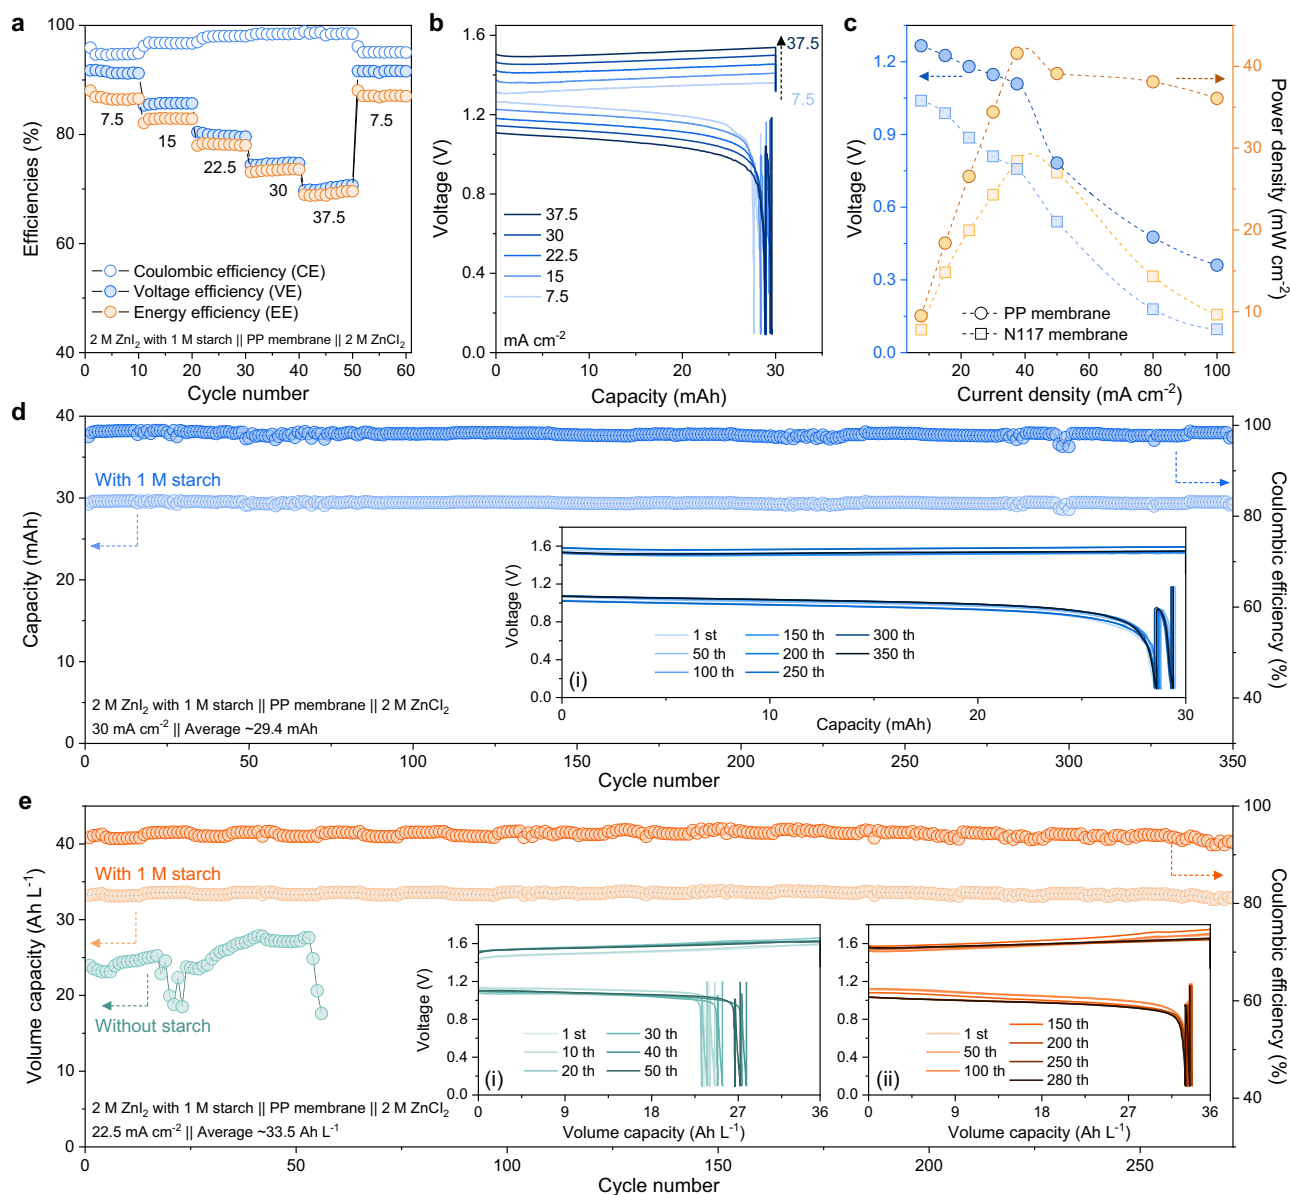 a
100
80
60
40
Efficiencies (%)
7.5
15
22.5
30
37.5
7.5
Coulombic efficiency (CE)
Voltage efficiency (VE)
Energy efficiency (EE)
2 M ZnI2 with 1 M starch || PP membrane || 2 M ZnCl2
0 10 20 30 40 50 60
Cycle number
b
1.6
1.2
0.8
0.4
0.0
Voltage (V)
37.5
7.5
37.5
30
22.5
15
7.5
mA cm-2
0 10 20 30
Capacity (mAh)
c
1.2
0.9
0.6
0.3
0.0
Voltage (V)
40
30
20
10
Power density (mW cm-2)
PP membrane
N117 membrane
20 40 60 80 100
Current density (mA cm-2)
d
40
30
20
10
0
Capacity (mAh)
100
80
60
40
Coulombic efficiency (%)
With 1 M starch
1.6
1.2
0.8
0.4
0.0
Voltage (V)
1 st
50 th
100 th
150 th
200 th
250 th
300 th
350 th
(i)
0 10 20 30
Capacity (mAh)
2 M ZnI2 with 1 M starch || PP membrane || 2 M ZnCl2
30 mA cm-2 || Average ~29.4 mAh
0 50 100 150 200 250 300 350
Cycle number
e
40
30
20
10
0
Volume capacity (Ah L-1)
100
80
60
40
Coulombic efficiency (%)
With 1 M starch
Without starch
1.6
1.2
0.8
0.4
0.0
Voltage (V)
1 st
10 th
20 th
30 th
40 th
50 th
(i)
0 9 18 27 36
Volume capacity (Ah L-1)
1.6
1.2
0.8
0.4
0.0
1 st
50 th
100 th
150 th
200 th
250 th
280 th
(ii)
0 9 18 27 36
Volume capacity (Ah L-1)
2 M ZnI2 with 1 M starch || PP membrane || 2 M ZnCl2
22.5 mA cm-2 || Average ~33.5 Ah L-1
0 50 100 150 200 250
Cycle number